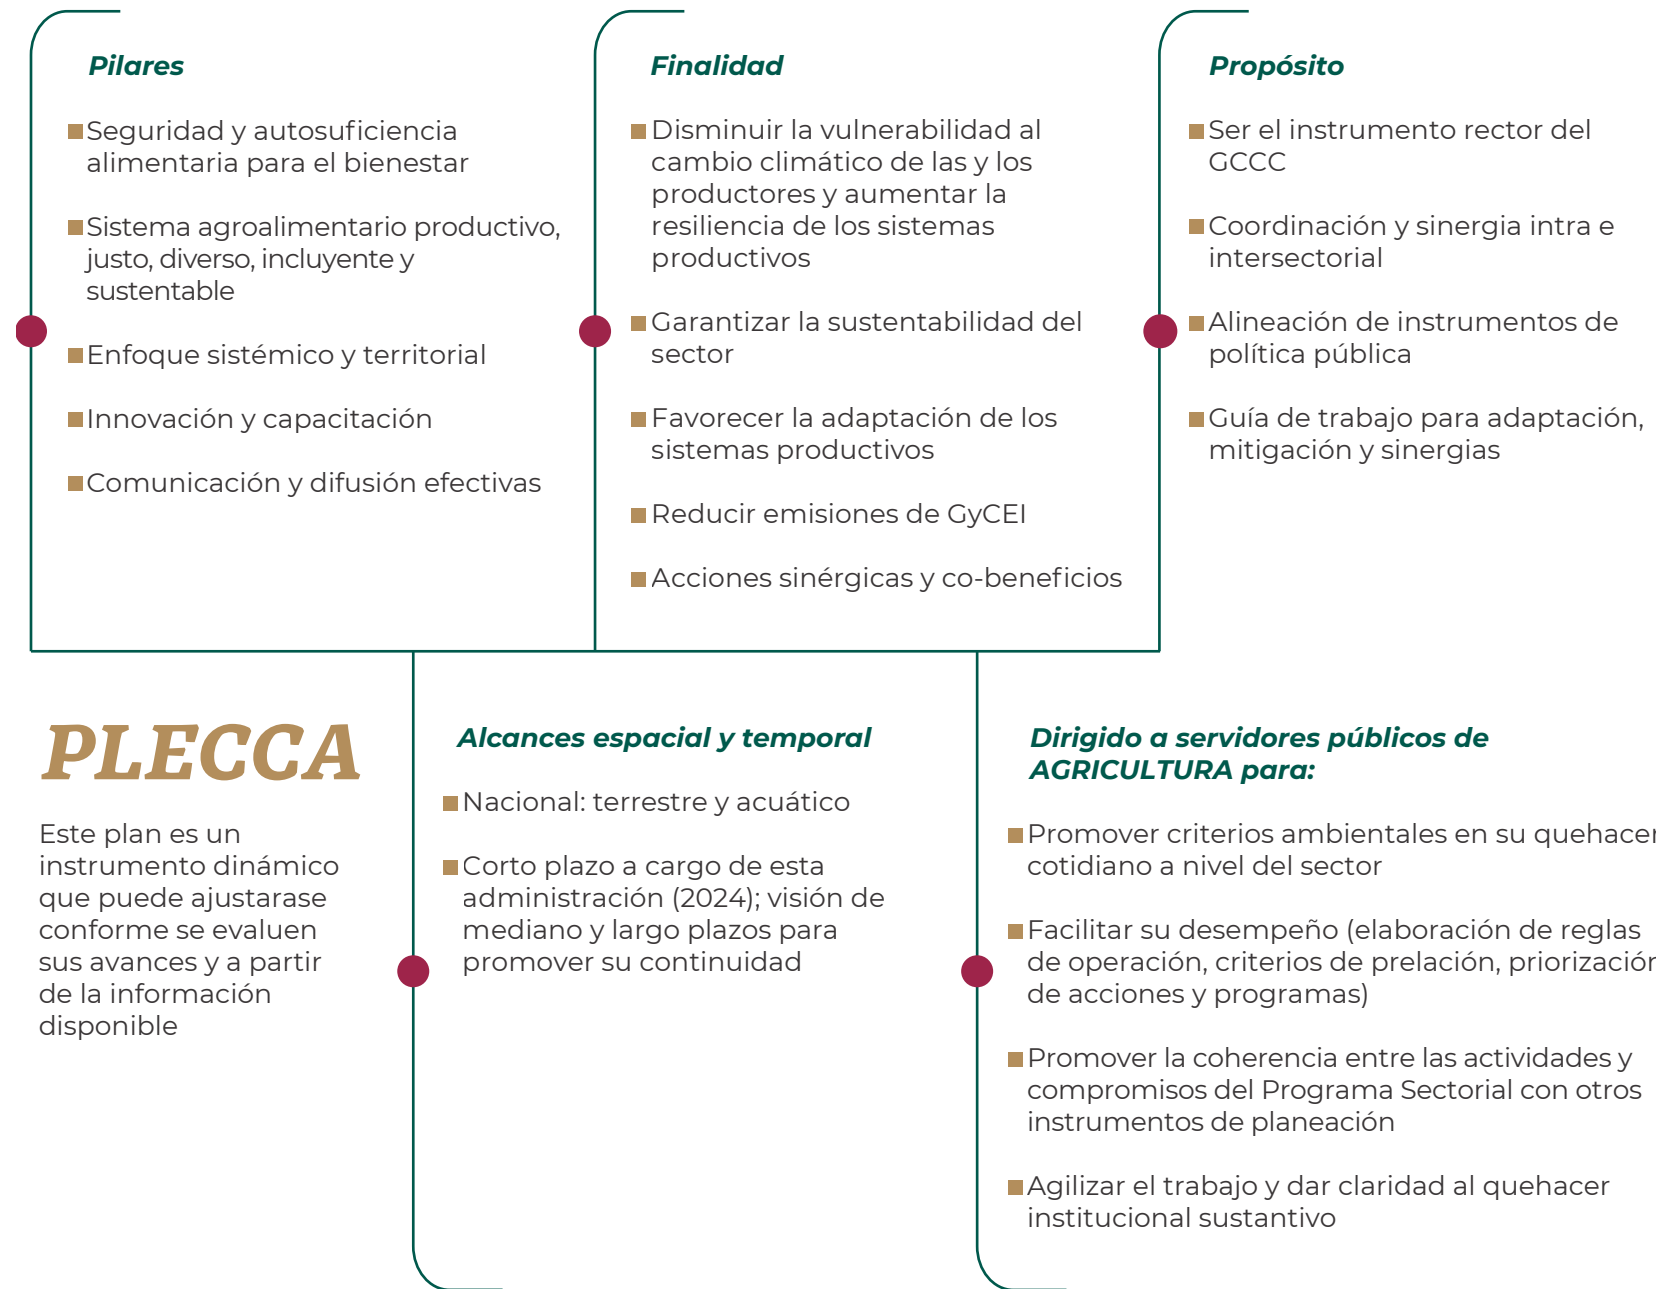 Pilares
Seguridad y autosuficiencia
alimentaria para el bienestar
Sistema agroalimentario productivo,
justo, diverso, incluyente y
sustentable
Enfoque sistémico y territorial
Innovación y capacitación
Comunicación y difusión efectivas
Finalidad
Disminuir la vulnerabilidad al
cambio climático de las y los
productores y aumentar la
resiliencia de los sistemas
productivos
Garantizar la sustentabilidad del
sector
Favorecer la adaptación de los
sistemas productivos
Reducir emisiones de GyCEI
Acciones sinérgicas y co-beneficios
Propósito
Ser el instrumento rector del
GCCC
Coordinación y sinergia intra e
intersectorial
Alineación de instrumentos de
política pública
Guía de trabajo para adaptación,
mitigación y sinergias
PLECCA
Este plan es un
instrumento dinámico
que puede ajustarase
conforme se evaluen
sus avances y a partir
de la información
disponible
Alcances espacial y temporal
Nacional: terrestre y acuático
Corto plazo a cargo de esta
administración (2024); visión de
mediano y largo plazos para
promover su continuidad
Dirigido a servidores públicos de
AGRICULTURA para:
Promover criterios ambientales en su quehacer
cotidiano a nivel del sector
Facilitar su desempeño (elaboración de reglas
de operación, criterios de prelación, priorización
de acciones y programas)
Promover la coherencia entre las actividades y
compromisos del Programa Sectorial con otros
instrumentos de planeación
Agilizar el trabajo y dar claridad al quehacer
institucional sustantivo